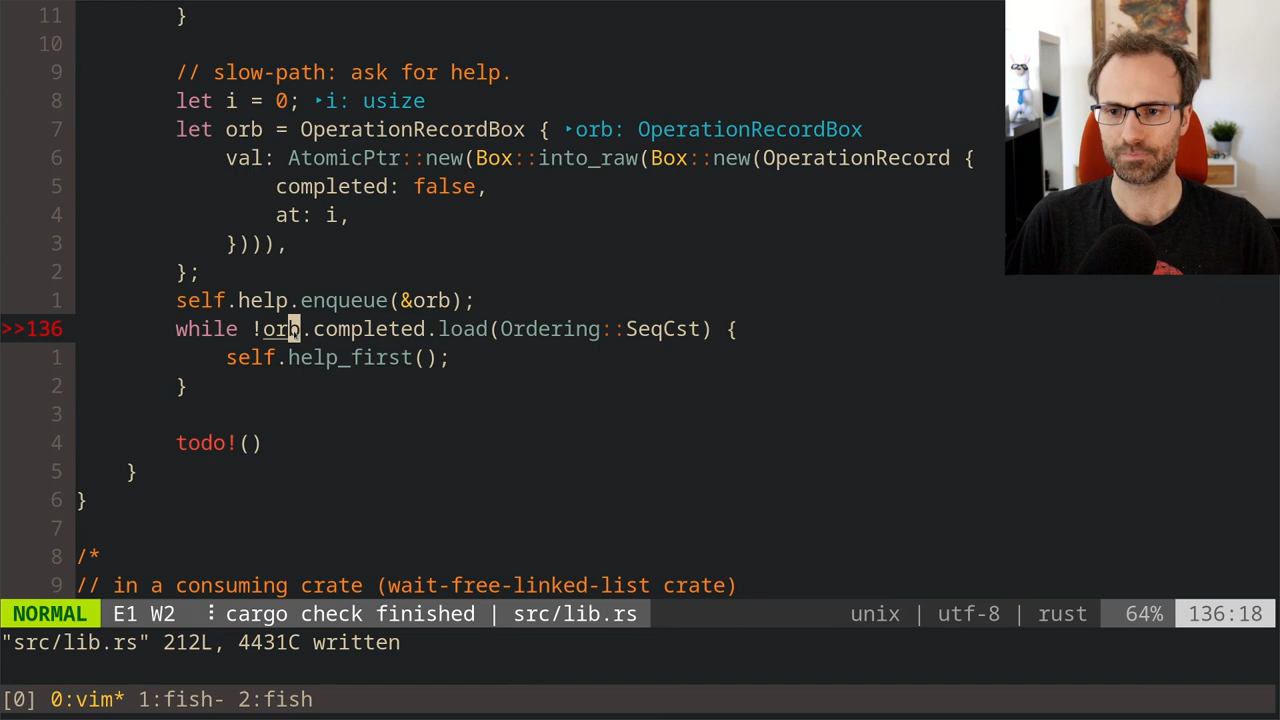 11 }
10
9 // slow-path: ask for help.
8 let i = 0; ‣i: usize
7 let orb = OperationRecordBox { ‣orb: OperationRecordBox
6 val: AtomicPtr::new(Box::into_raw(Box::new(OperationRecord {
5 completed: false,
4 at: i,
3 }))),
2 };
1 self.help.enqueue(&orb);
>>136 while !orb.completed.load(Ordering::SeqCst) {
1 self.help_first();
2 }
3
4 todo!()
5 }
6 }
7
8 /*
9 // in a consuming crate (wait-free-linked-list crate)
NORMAL E1 W2 ⠸ cargo check finished | src/lib.rs unix | utf-8 | rust 64% 136:18
"src/lib.rs" 212L, 4431C written
[0] 0:vim* 1:fish- 2:fish